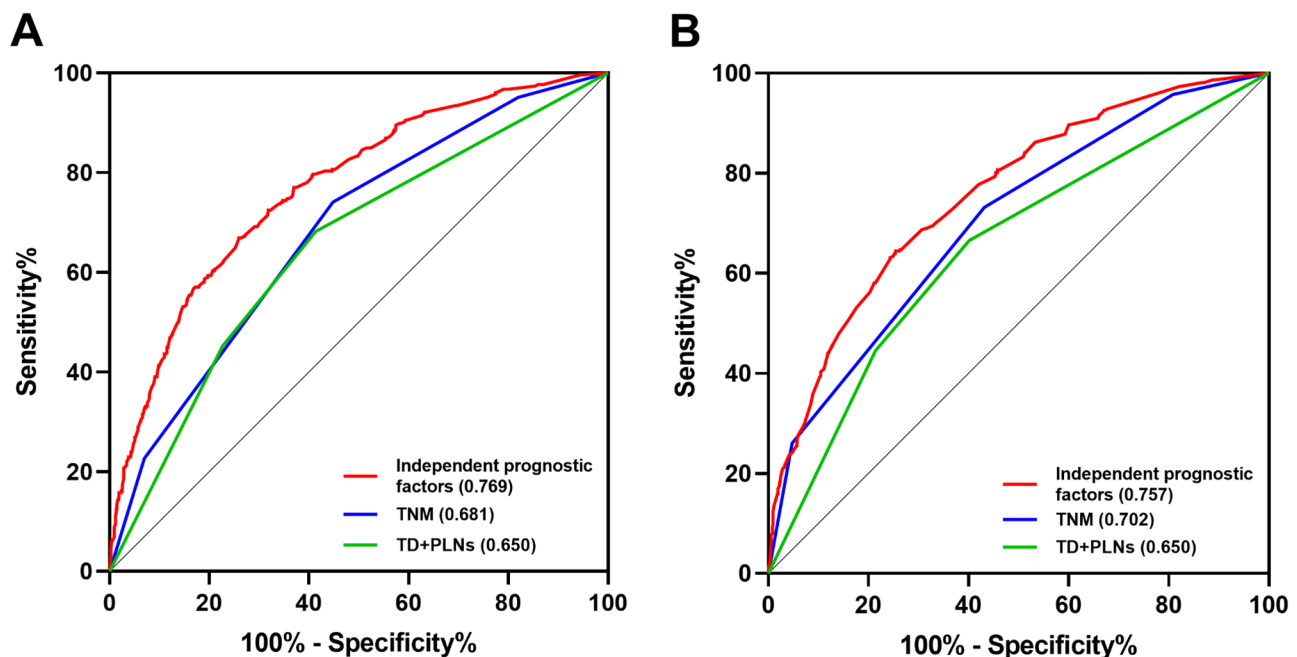 A
Sensitivity%
100
80
60
40
20
0
0 20 40 60 80 100
100% - Specificity%
Independent prognostic
factors (0.769)
TNM (0.681)
TD+PLNs (0.650)
B
Sensitivity%
100
80
60
40
20
0
0 20 40 60 80 100
100% - Specificity%
Independent prognostic
factors (0.757)
TNM (0.702)
TD+PLNs (0.650)